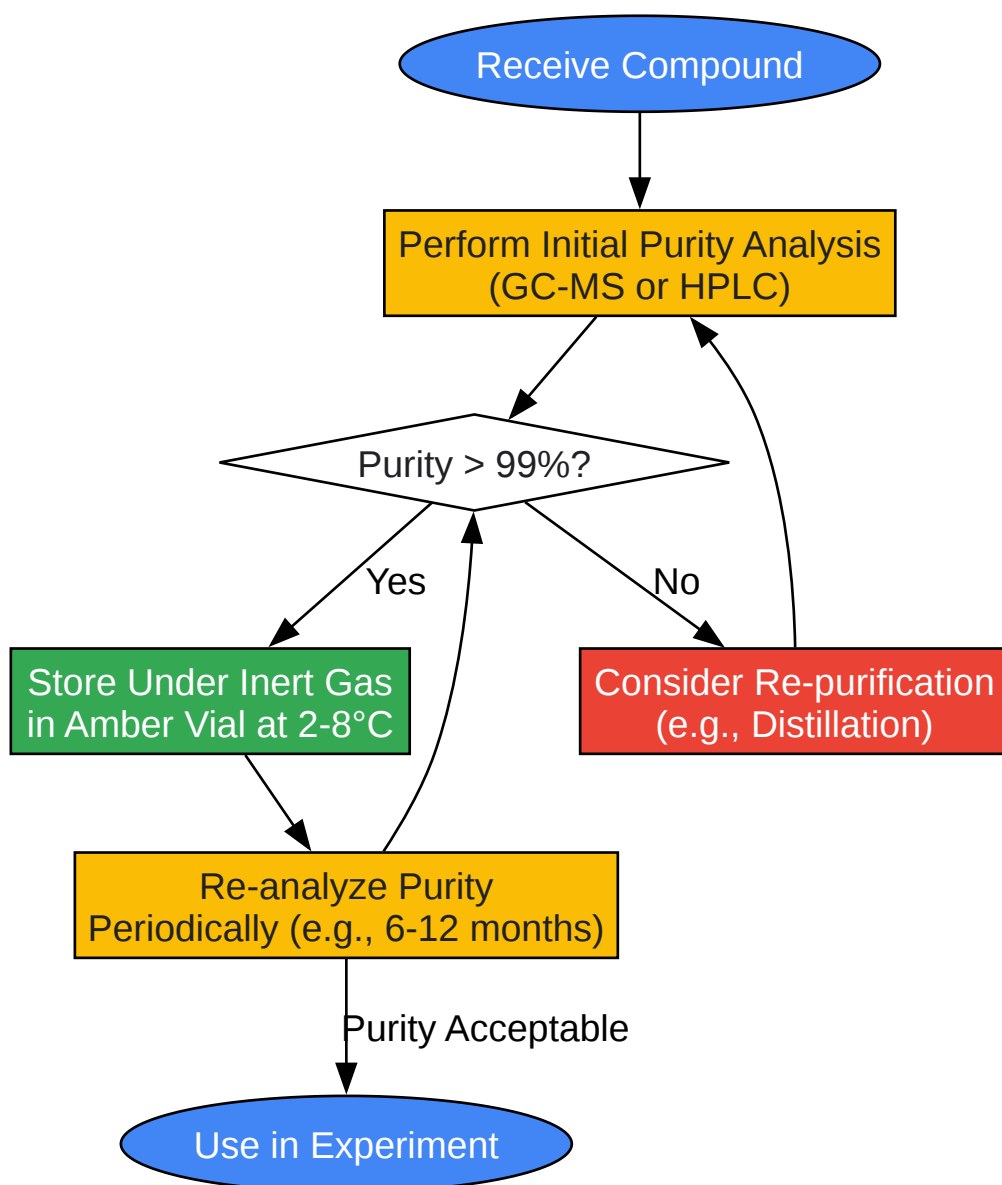 Receive Compound
Perform Initial Purity Analysis
(GC-MS or HPLC)
Purity > 99%?
Yes
No
Store Under Inert Gas
in Amber Vial at 2-8°C
Consider Re-purification
(e.g., Distillation)
Re-analyze Purity
Periodically (e.g., 6-12 months)
Purity Acceptable
Use in Experiment